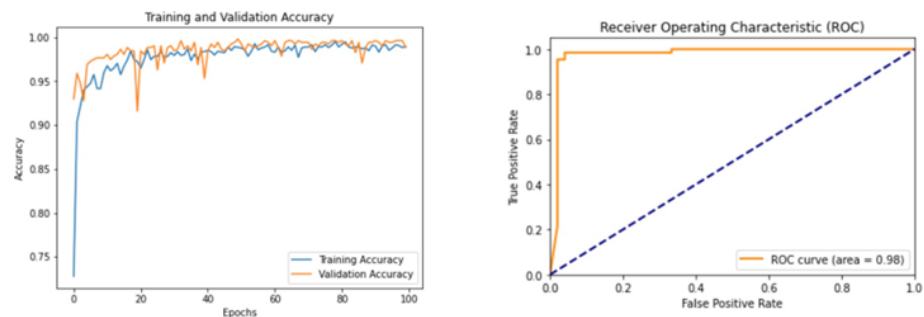 Training and Validation Accuracy
1.00
0.95
0.90
0.85
0.80
0.75
Accuracy
0
20
40
60
80
100
Epochs
Training Accuracy
Validation Accuracy
Receiver Operating Characteristic (ROC)
1.0
0.8
0.6
0.4
0.2
0.0
True Positive Rate
0.0
0.2
0.4
0.6
0.8
1.0
False Positive Rate
ROC curve (area = 0.98)